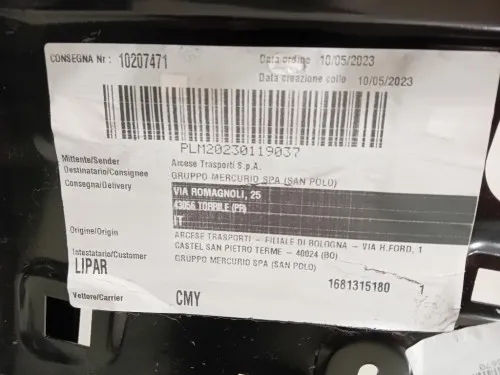 CONSEGNA Nr: 10207471 Data ordine 10/05/2023
Data creazione collo 10/05/2023
PLM20230119037
Mittente/Sender Arcese Trasporti S.p.A.
Destinatario/Consignee GRUPPO MERCURIO SPA (SAN POLO)
Consegna/Delivery VIA ROMAGNOLI, 25
43056 TORRILE (PR)
IT
Origini/Origin ARCESE TRASPORTI - FILIALE DI BOLOGNA - VIA H.FORD, 1
CASTEL SAN PIETRO TERME - 40024 (BO)
Intestatario/Customer GRUPPO MERCURIO SPA (SAN POLO)
LIPAR 1681315180 1
Vettore/Carrier CMY